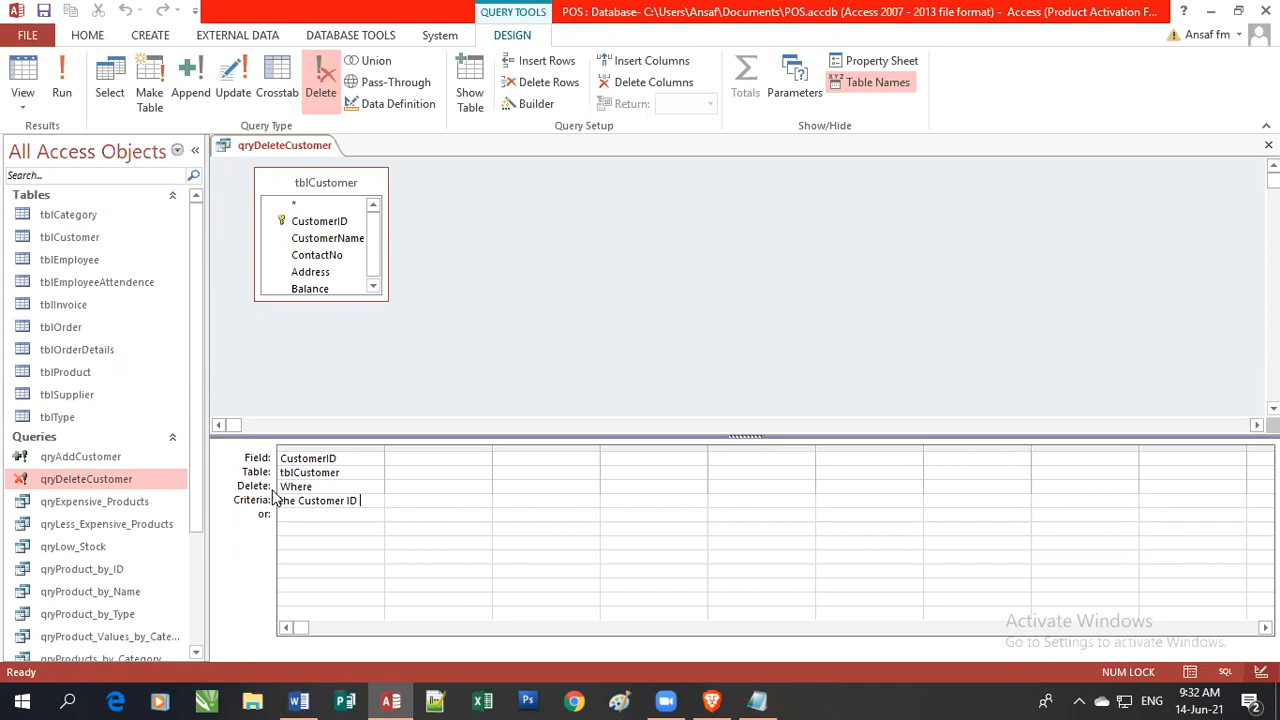 QUERY TOOLS
POS : Database- C:\Users\Ansaf\Documents\POS.accdb (Access 2007 - 2013 file format) - Access (Product Activation F...
FILE HOME CREATE EXTERNAL DATA DATABASE TOOLS System DESIGN Ansaf fm
View Run Select Make Table Append Update Crosstab Delete
Union
Pass-Through
Data Definition
Show Table
Insert Rows
Delete Rows
Builder
Insert Columns
Delete Columns
Return:
Totals Parameters
Property Sheet
XYZ Table Names
Results Query Type Query Setup Show/Hide
All Access Objects
Search...
Tables
tblCategory
tblCustomer
tblEmployee
tblEmployeeAttendence
tblInvoice
tblOrder
tblOrderDetails
tblProduct
tblSupplier
tblType
Queries
qryAddCustomer
qryDeleteCustomer
qryExpensive_Products
qryLess_Expensive_Products
qryLow_Stock
qryProduct_by_ID
qryProduct_by_Name
qryProduct_by_Type
qryProduct_Values_by_Cate...
qryProducts_by_Category
qryDeleteCustomer
tblCustomer
*
CustomerID
CustomerName
ContactNo
Address
Balance
Field: CustomerID
Table: tblCustomer
Delete: Where
Criteria: he Customer ID
or:
Activate Windows
Go to Settings to activate Windows.
Ready NUM LOCK SQL
ENG 9:32 AM
14-Jun-21
2